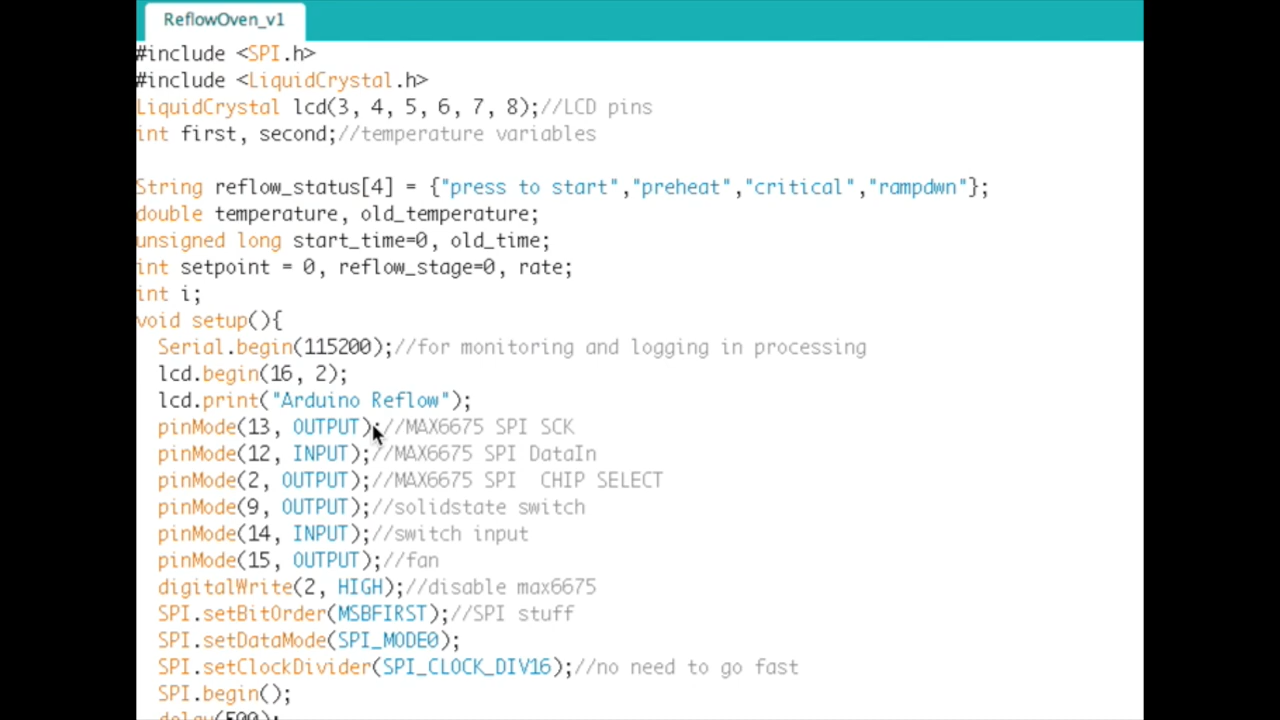 ReflowOven_v1
#include <SPI.h>
#include <LiquidCrystal.h>
LiquidCrystal lcd(3, 4, 5, 6, 7, 8);//LCD pins
int first, second;//temperature variables
String reflow_status[4] = {"press to start","preheat","critical","rampdwn"};
double temperature, old_temperature;
unsigned long start_time=0, old_time;
int setpoint = 0, reflow_stage=0, rate;
int i;
void setup(){
  Serial.begin(115200);//for monitoring and logging in processing
  lcd.begin(16, 2);
  lcd.print("Arduino Reflow");
  pinMode(13, OUTPUT);//MAX6675 SPI SCK
  pinMode(12, INPUT);//MAX6675 SPI DataIn
  pinMode(2, OUTPUT);//MAX6675 SPI  CHIP SELECT
  pinMode(9, OUTPUT);//solidstate switch
  pinMode(14, INPUT);//switch input
  pinMode(15, OUTPUT);//fan
  digitalWrite(2, HIGH);//disable max6675
  SPI.setBitOrder(MSBFIRST);//SPI stuff
  SPI.setDataMode(SPI_MODE0);
  SPI.setClockDivider(SPI_CLOCK_DIV16);//no need to go fast
  SPI.begin();
  delay(500);